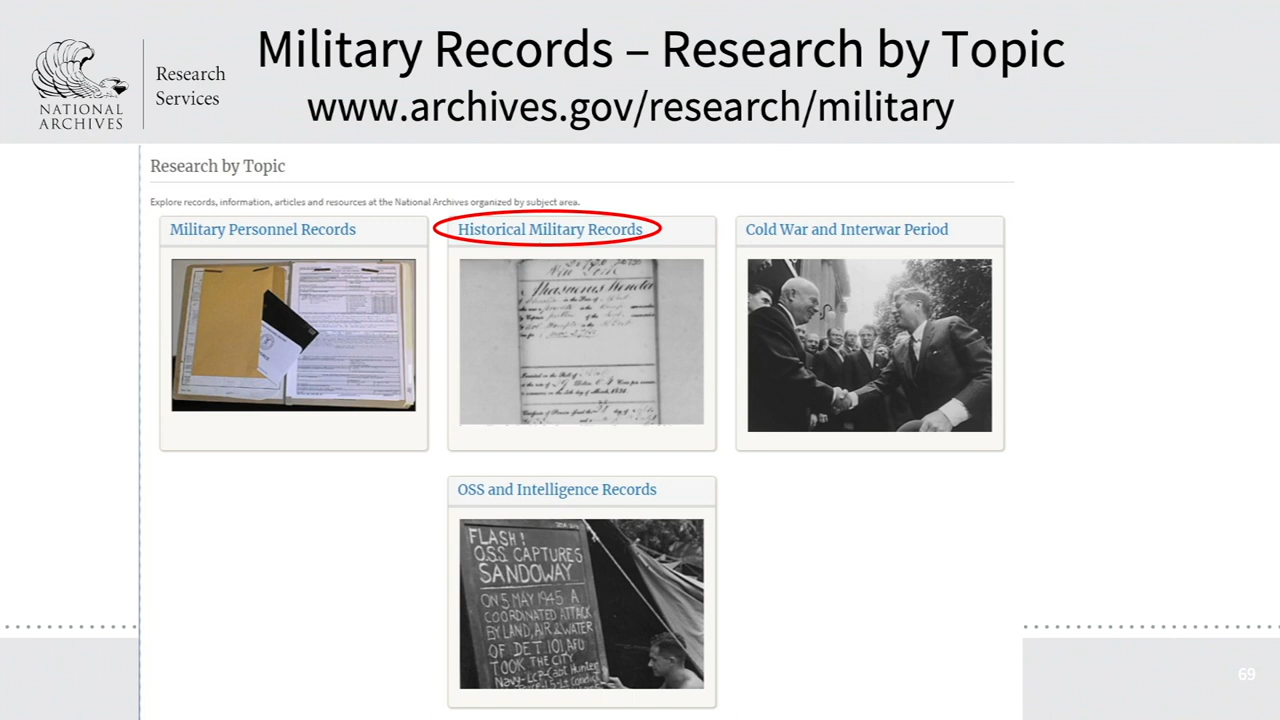 Military Records – Research by Topic
www.archives.gov/research/military
NATIONAL
ARCHIVES
Research
Services
Research by Topic
Explore records, information, articles and resources at the National Archives organized by subject area.
Military Personnel Records
Historical Military Records
Cold War and Interwar Period
New York
OSS and Intelligence Records
FLASH!
O.S.S. CAPTURES
SANDOWAY
ON 5 MAY 1945 A
COORDINATED ATTACK
BY LAND, AIR & WATER
OF DET. 101 AFU
TOOK THE CITY
69